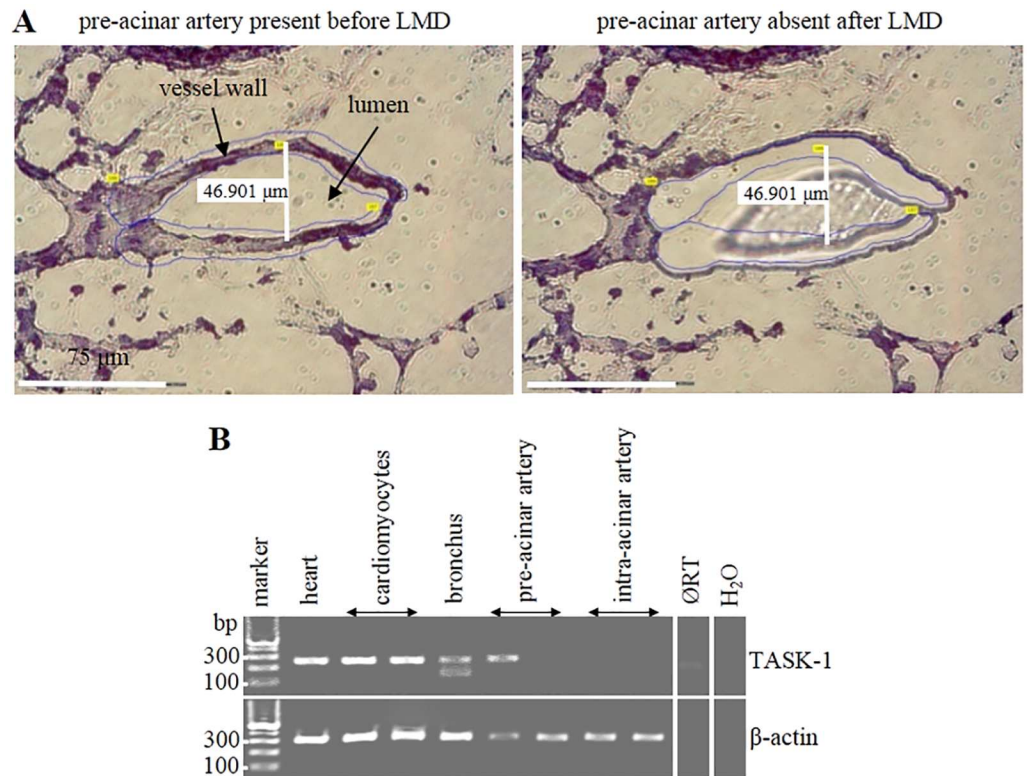 A
pre-acinar artery present before LMD
pre-acinar artery absent after LMD
vessel wall
lumen
46.901 μm
75 μm
46.901 μm
B
marker
heart
cardiomyocytes
bronchus
pre-acinar artery
intra-acinar artery
ØRT
H₂O
bp
300
100
TASK-1
300
100
β-actin